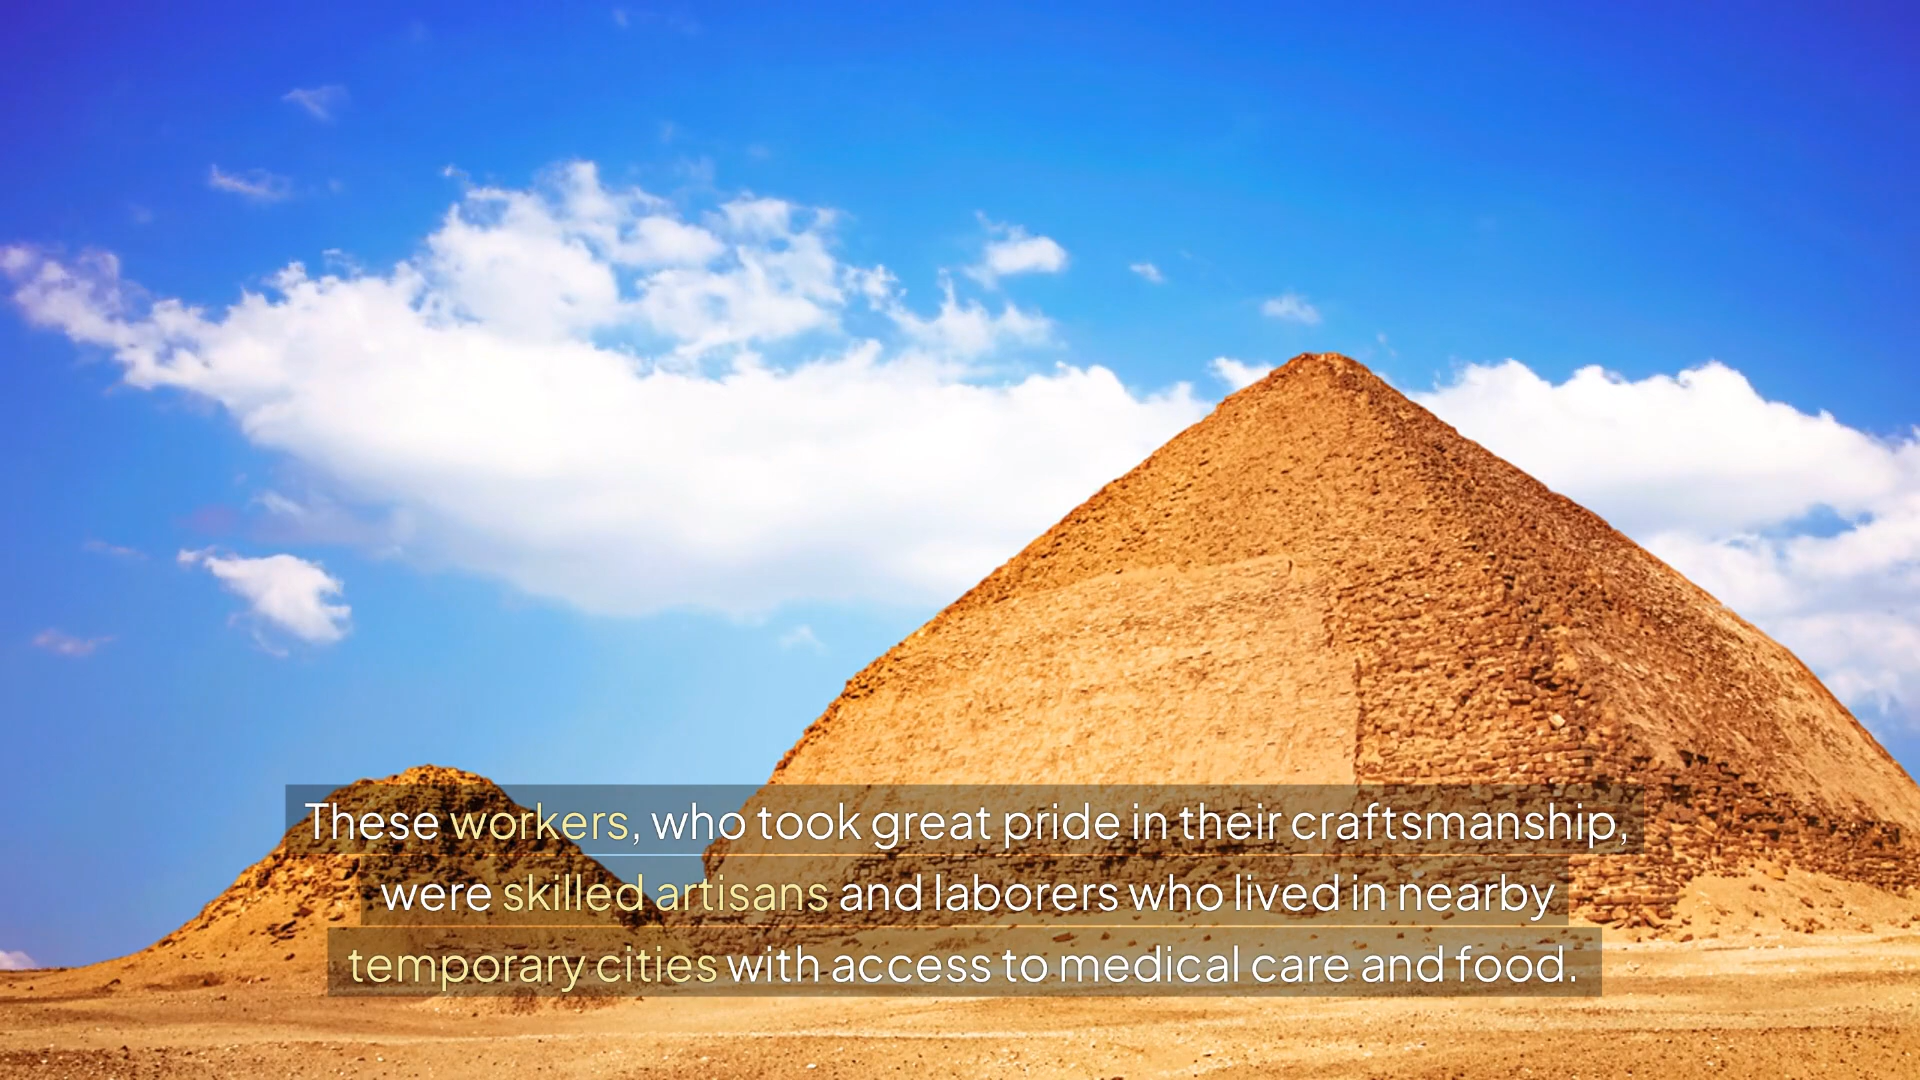 These workers, who took great pride in their craftsmanship,
were skilled artisans and laborers who lived in nearby
temporary cities with access to medical care and food.